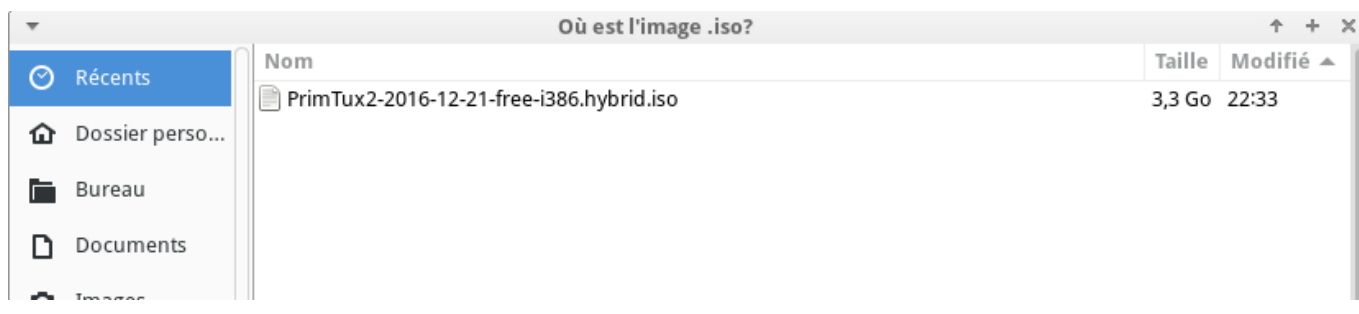 Où est l'image .iso?
Récents
Nom Taille Modifié
PrimTux2-2016-12-21-free-i386.hybrid.iso 3,3 Go 22:33
Dossier perso...
Bureau
Documents
Images